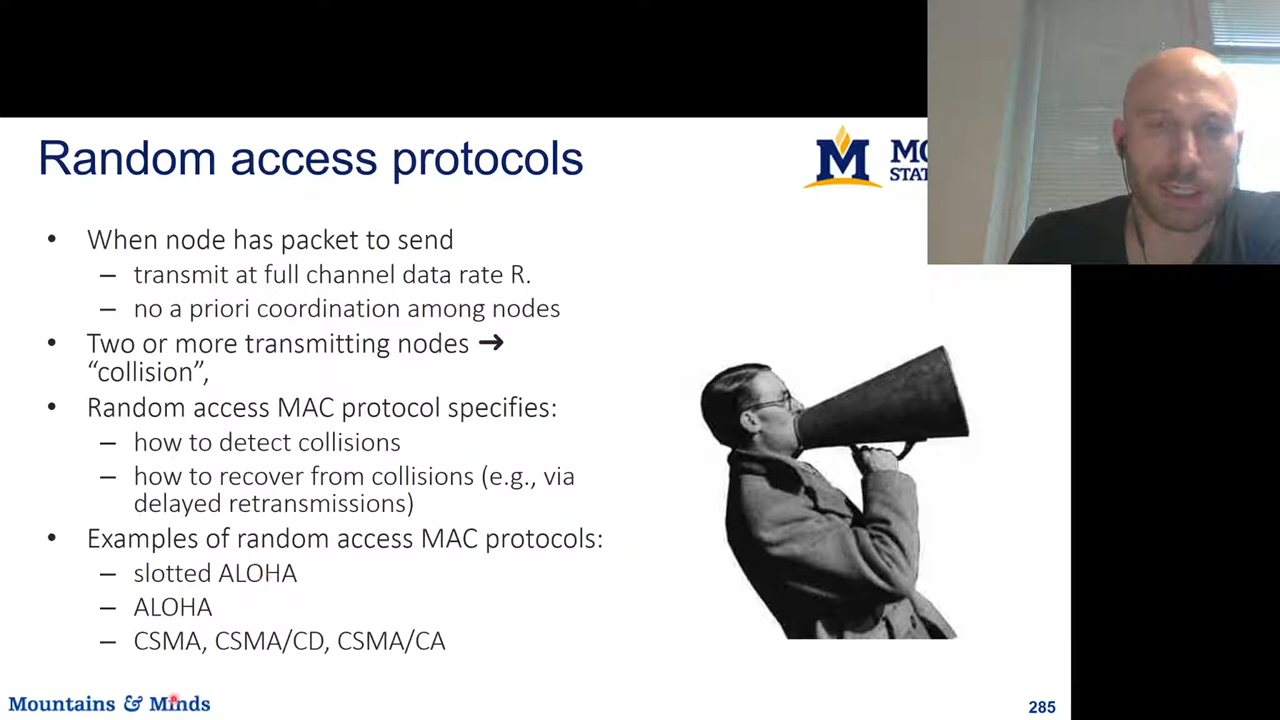 Random access protocols
M
STAT
• When node has packet to send
– transmit at full channel data rate R.
– no a priori coordination among nodes
• Two or more transmitting nodes ➜
“collision”,
• Random access MAC protocol specifies:
– how to detect collisions
– how to recover from collisions (e.g., via
delayed retransmissions)
• Examples of random access MAC protocols:
– slotted ALOHA
– ALOHA
– CSMA, CSMA/CD, CSMA/CA
Mountains & Minds
285